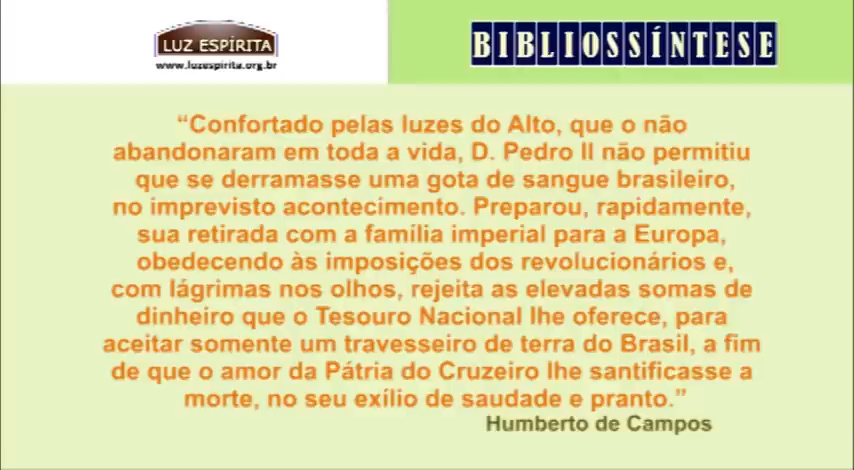 LUZ ESPÍRITA
www.luzespirita.org.br
BIBLIOSSÍNTESE
“Confortado pelas luzes do Alto, que o não
abandonaram em toda a vida, D. Pedro II não permitiu
que se derramasse uma gota de sangue brasileiro,
no imprevisto acontecimento. Preparou, rapidamente,
sua retirada com a família imperial para a Europa,
obedecendo às imposições dos revolucionários e,
com lágrimas nos olhos, rejeita as elevadas somas de
dinheiro que o Tesouro Nacional lhe oferece, para
aceitar somente um travesseiro de terra do Brasil, a fim
de que o amor da Pátria do Cruzeiro lhe santificasse a
morte, no seu exílio de saudade e pranto.”
Humberto de Campos